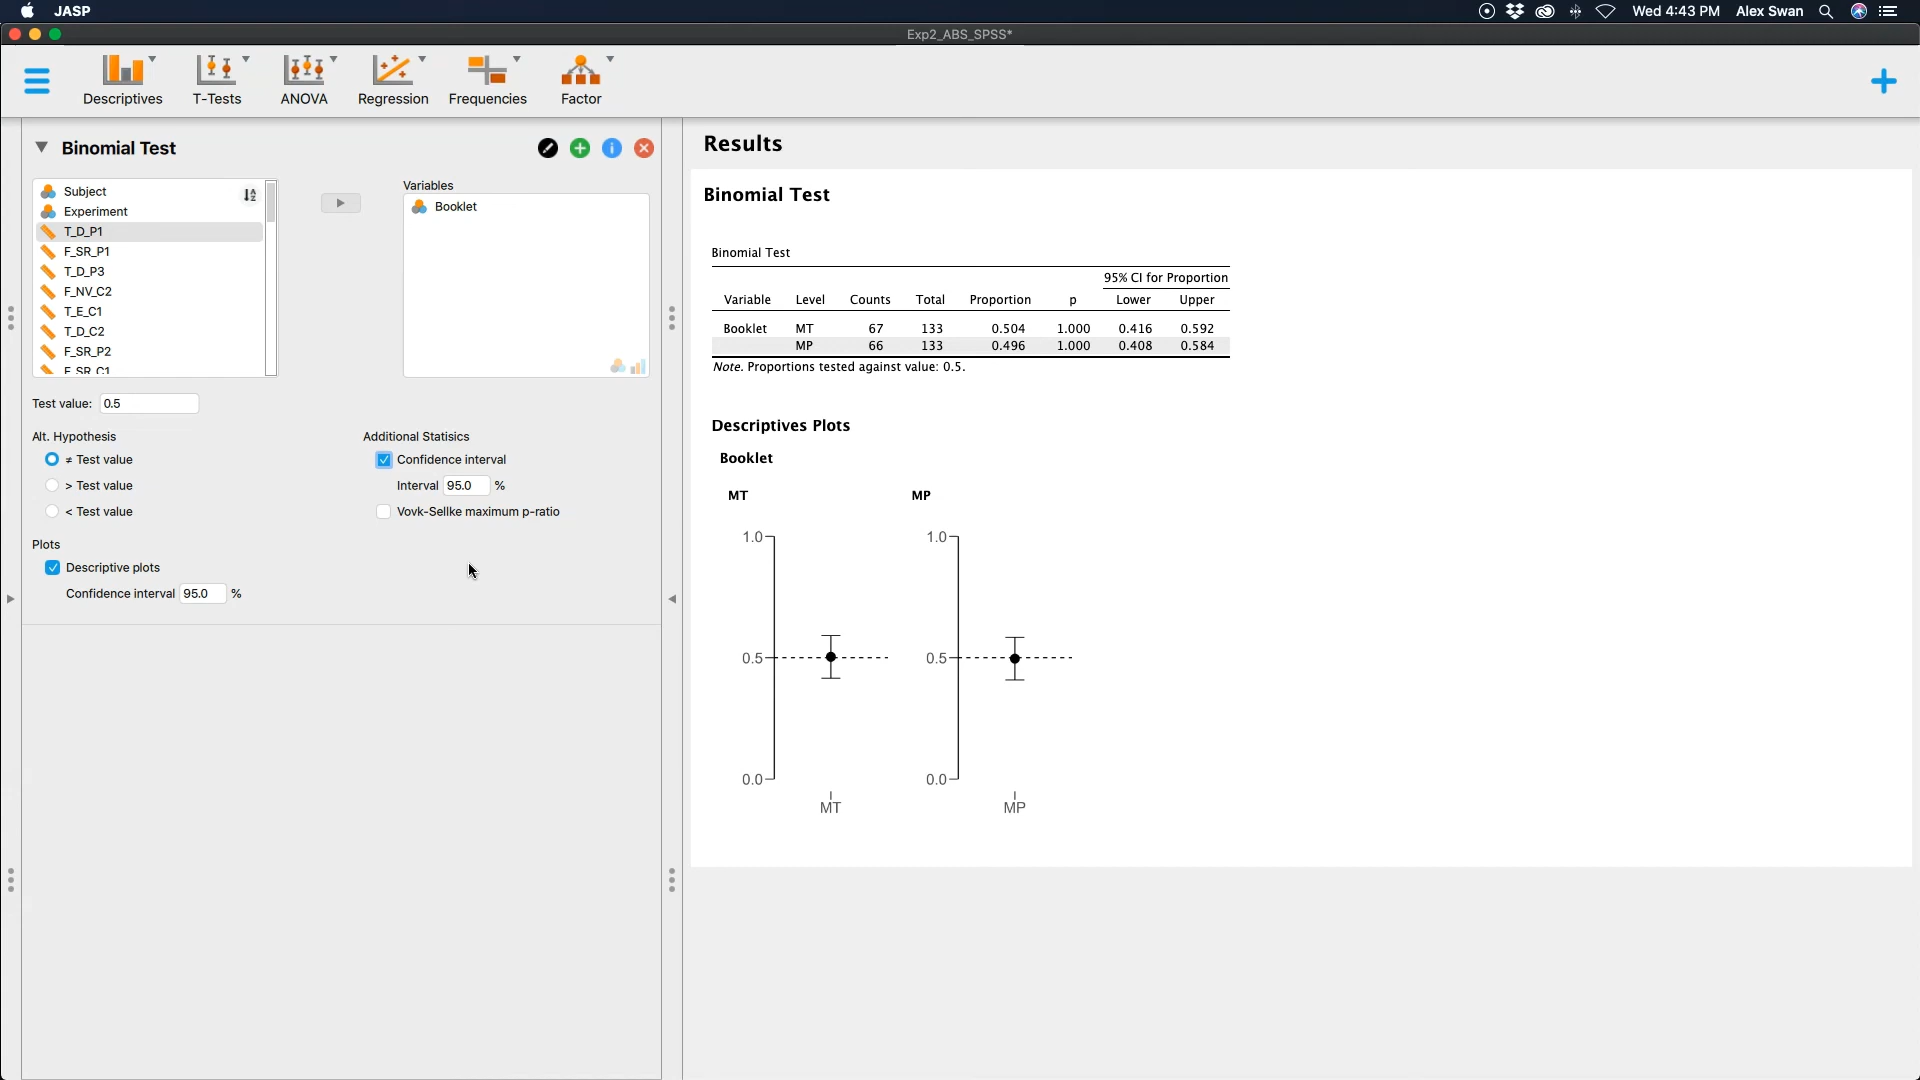 JASP
Wed 4:43 PM Alex Swan
Exp2_ABS_SPSS*
Descriptives
T-Tests
ANOVA
Regression
Frequencies
Factor
Binomial Test
Subject
Experiment
T_D_P1
F_SR_P1
T_D_P3
F_NV_C2
T_E_C1
T_D_C2
F_SR_P2
F_SR_C1
Variables
Booklet
Test value: 0.5
Alt. Hypothesis
≠ Test value
> Test value
< Test value
Additional Statisics
Confidence interval
Interval 95.0 %
Vovk-Sellke maximum p-ratio
Plots
Descriptive plots
Confidence interval 95.0 %
Results
Binomial Test
Binomial Test
95% CI for Proportion
Variable Level Counts Total Proportion p Lower Upper
Booklet MT 67 133 0.504 1.000 0.416 0.592
MP 66 133 0.496 1.000 0.408 0.584
Note. Proportions tested against value: 0.5.
Descriptives Plots
Booklet
MT
1.0
0.5
0.0
MT
MP
1.0
0.5
0.0
MP